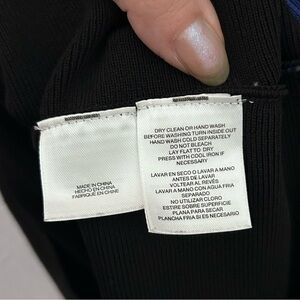 MADE IN CHINA
HECHO EN CHINA
FABRIQUÉ EN CHINE
DRY CLEAN OR HAND WASH
BEFORE WASHING TURN INSIDE OUT
HAND WASH COLD SEPARATELY
DO NOT BLEACH
LAY FLAT TO DRY
PRESS WITH COOL IRON IF
NECESSARY
LAVAR EN SECO O LAVAR A MANO
ANTES DE LAVAR
VOLTEAR AL REVÉS
LAVAR A MANO CON AGUA FRIA
SEPARADO
NO UTILIZAR CLORO
ESTIRE SOBRE SUPERFICIE
PLANA PARA SECAR
PLANCHA FRIA SI ES NECESARIO